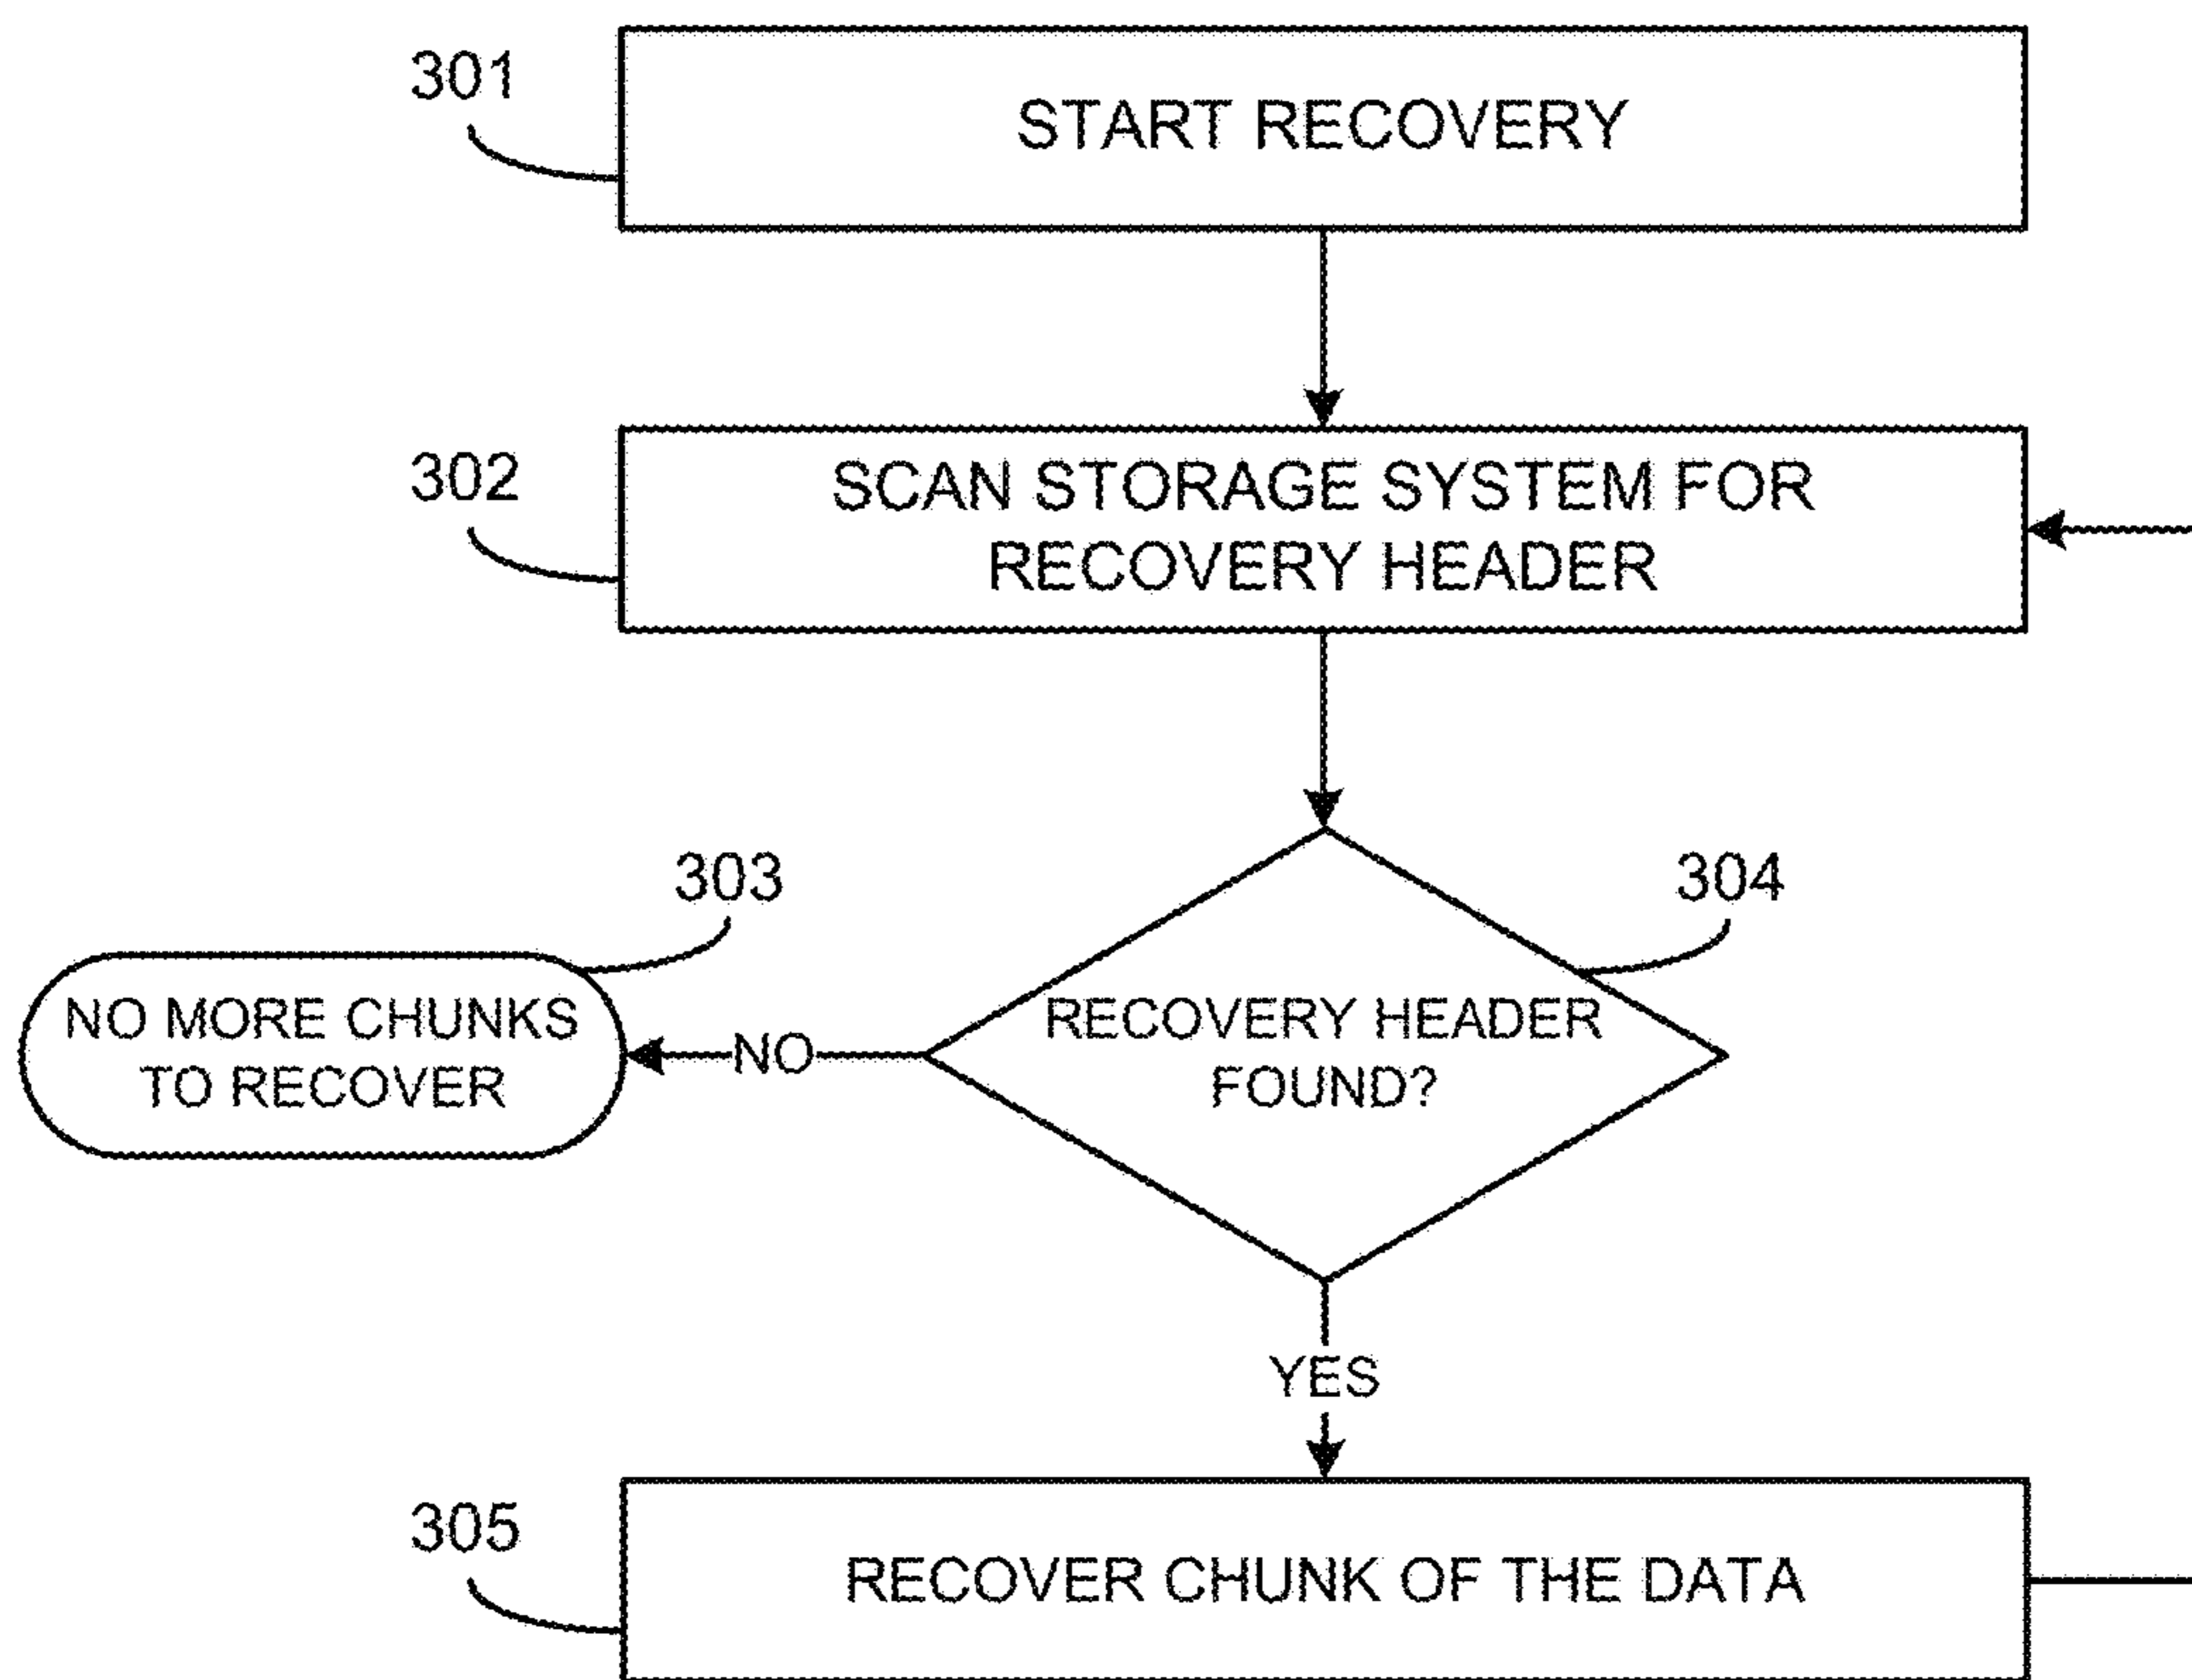 301
START RECOVERY
302
SCAN STORAGE SYSTEM FOR
RECOVERY HEADER
303
304
NO MORE CHUNKS
TO RECOVER
NO
RECOVERY HEADER
FOUND?
YES
305
RECOVER CHUNK OF THE DATA